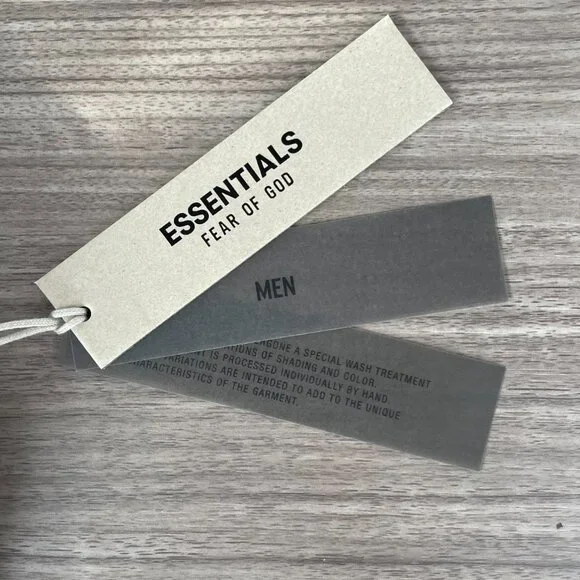 ESSENTIALS
FEAR OF GOD
MEN
A SPECIAL WASH TREATMENT
OF SHADING AND COLOR.
IS PROCESSED INDIVIDUALLY BY HAND
VARIATIONS ARE INTENDED TO ADD TO THE UNIQUE
CHARACTERISTICS OF THE GARMENT.